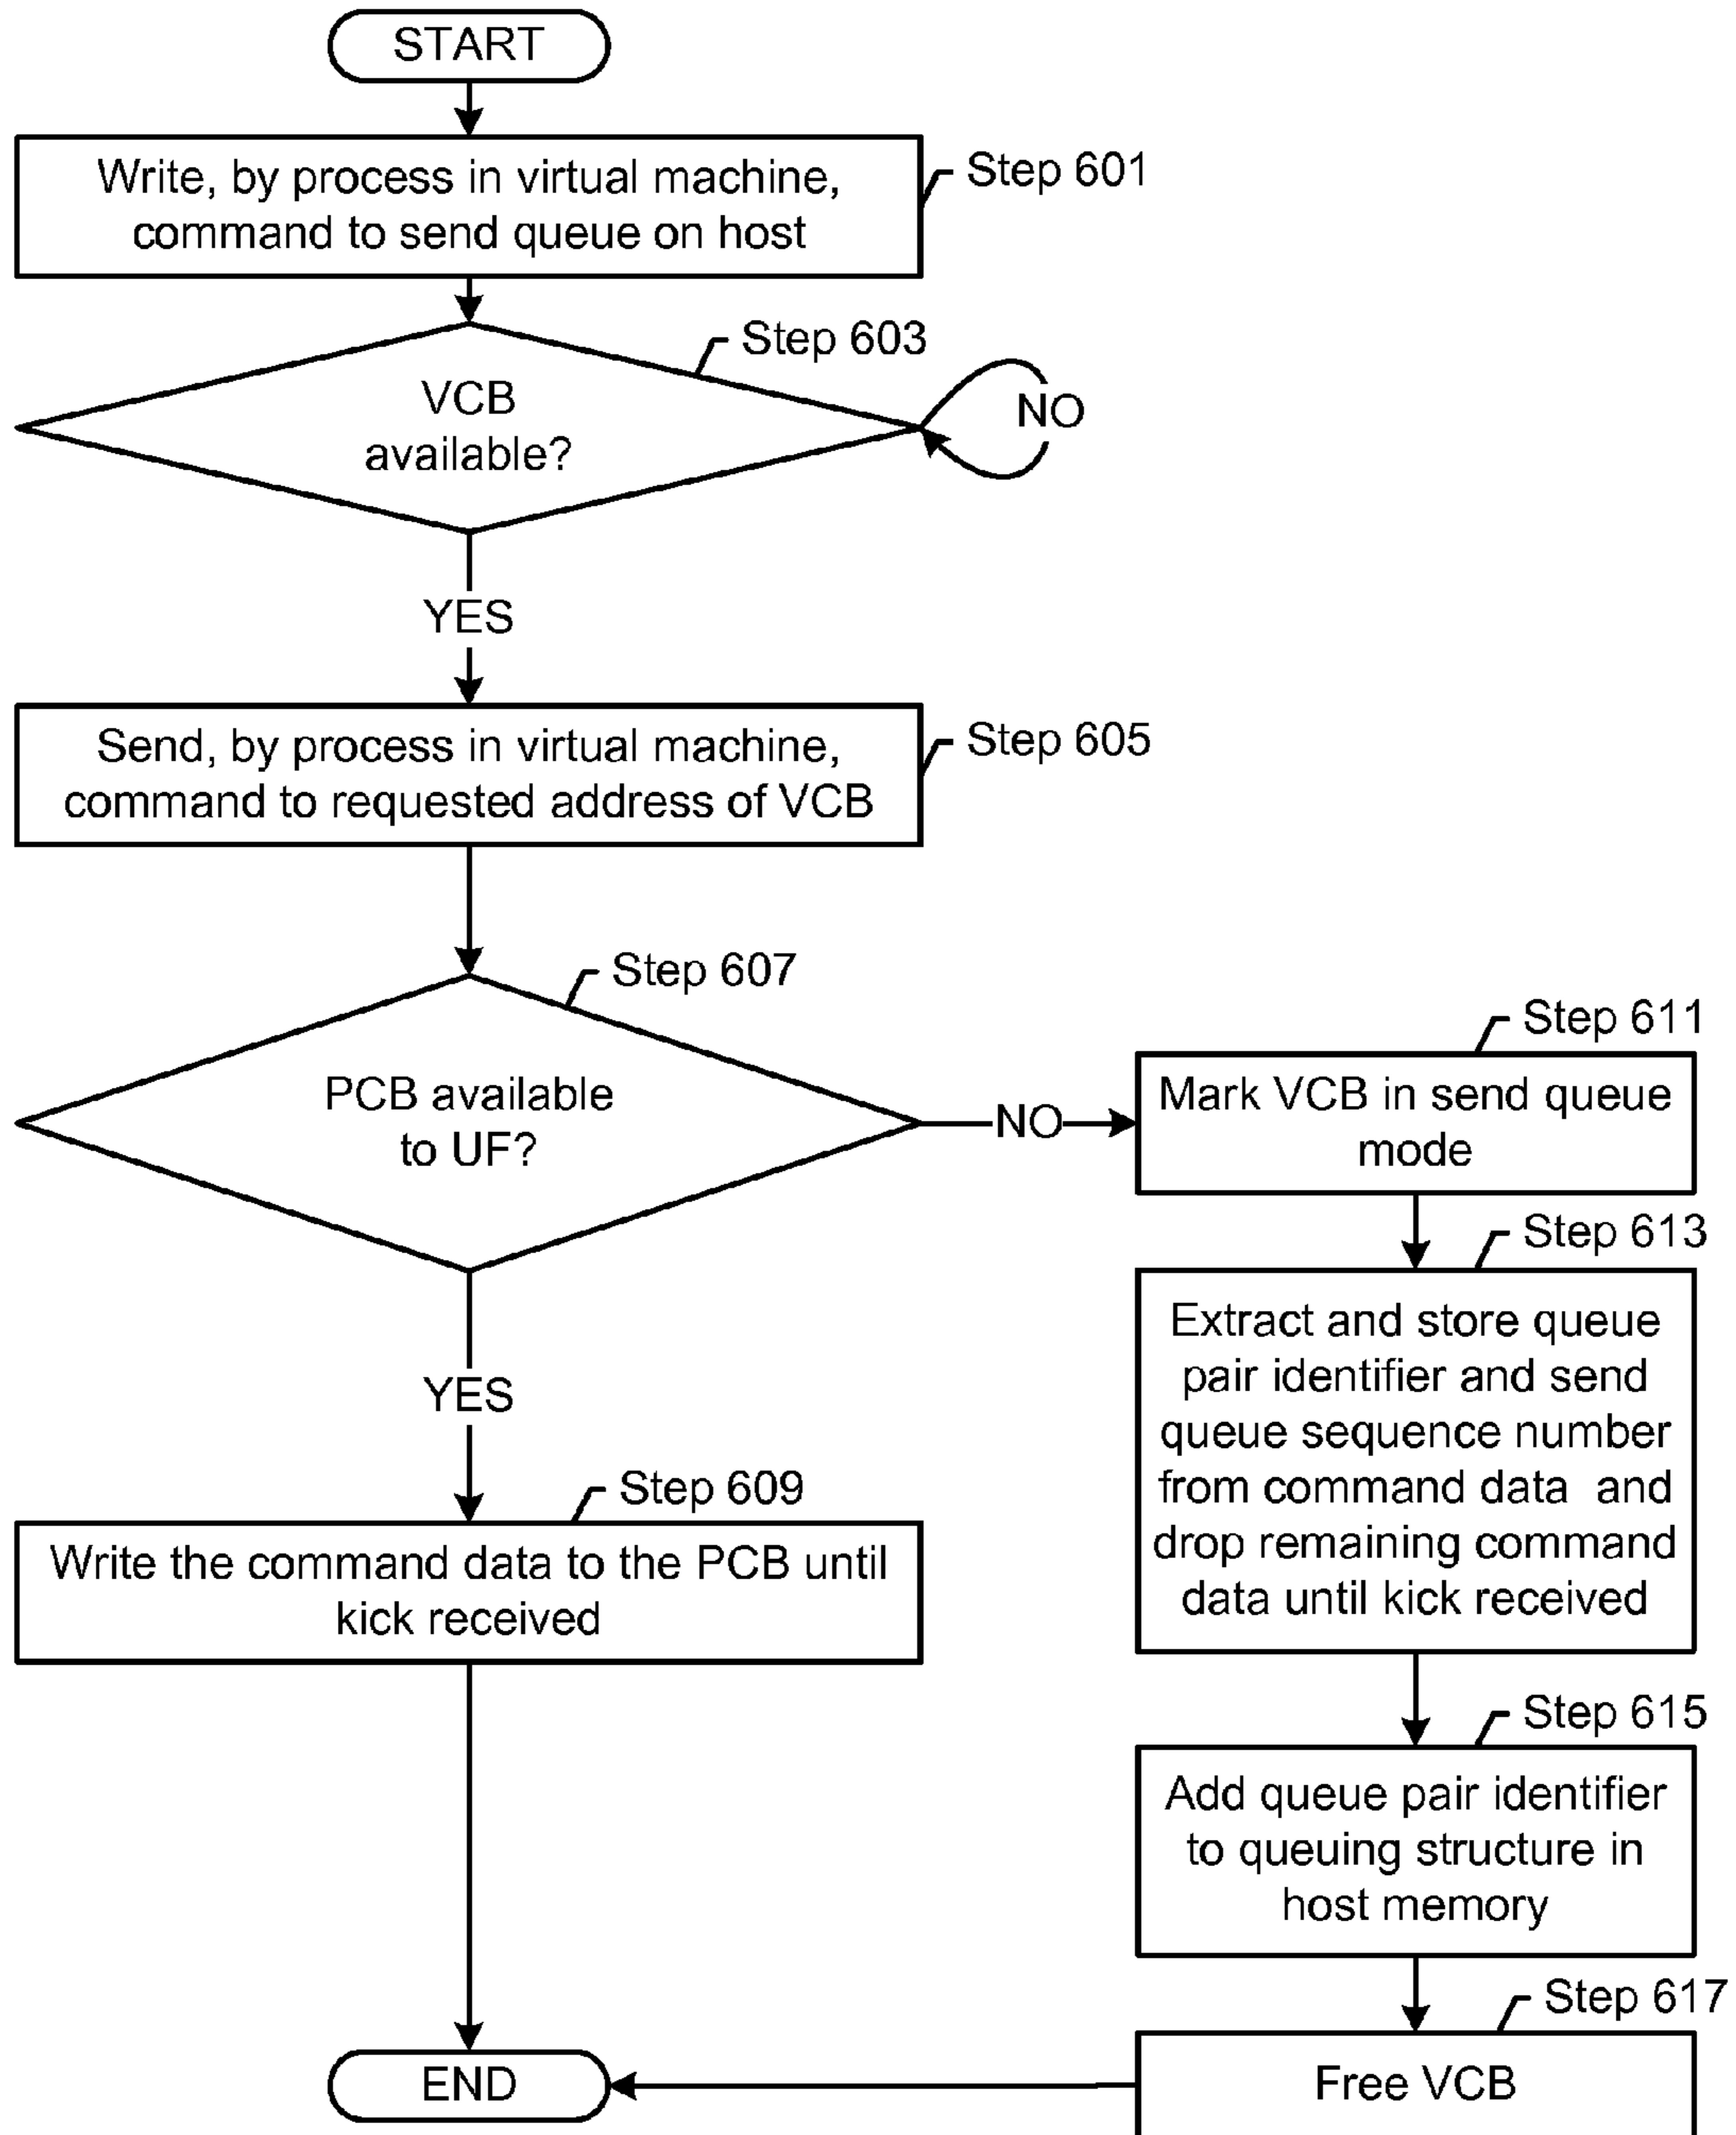 START
Write, by process in virtual machine,
command to send queue on host
Step 601
VCB
available?
Step 603
NO
YES
Send, by process in virtual machine,
command to requested address of VCB
Step 605
PCB available
to UF?
Step 607
NO
YES
Write the command data to the PCB until
kick received
Step 609
Step 611
Mark VCB in send queue
mode
Step 613
Extract and store queue
pair identifier and send
queue sequence number
from command data and
drop remaining command
data until kick received
Step 615
Add queue pair identifier
to queuing structure in
host memory
Step 617
Free VCB
END